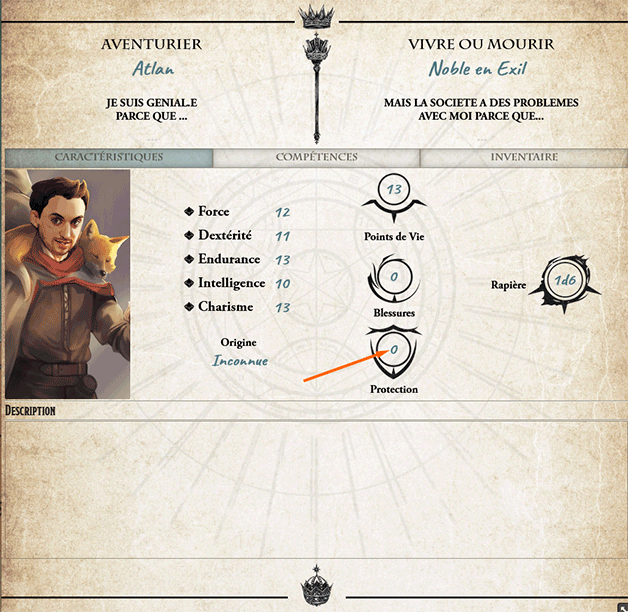 AVENTURIER
Atlan
JE SUIS GENIAL.E
PARCE QUE ...
VIVRE OU MOURIR
Noble en Exil
MAIS LA SOCIETE A DES PROBLEMES
AVEC MOI PARCE QUE...
CARACTÉRISTIQUES
COMPÉTENCES
INVENTAIRE
Force 12
Dextérité 11
Endurance 13
Intelligence 10
Charisme 13
Origine
Inconnue
13
Points de Vie
0
Blessures
0
Protection
Rapière 1d6
DESCRIPTION